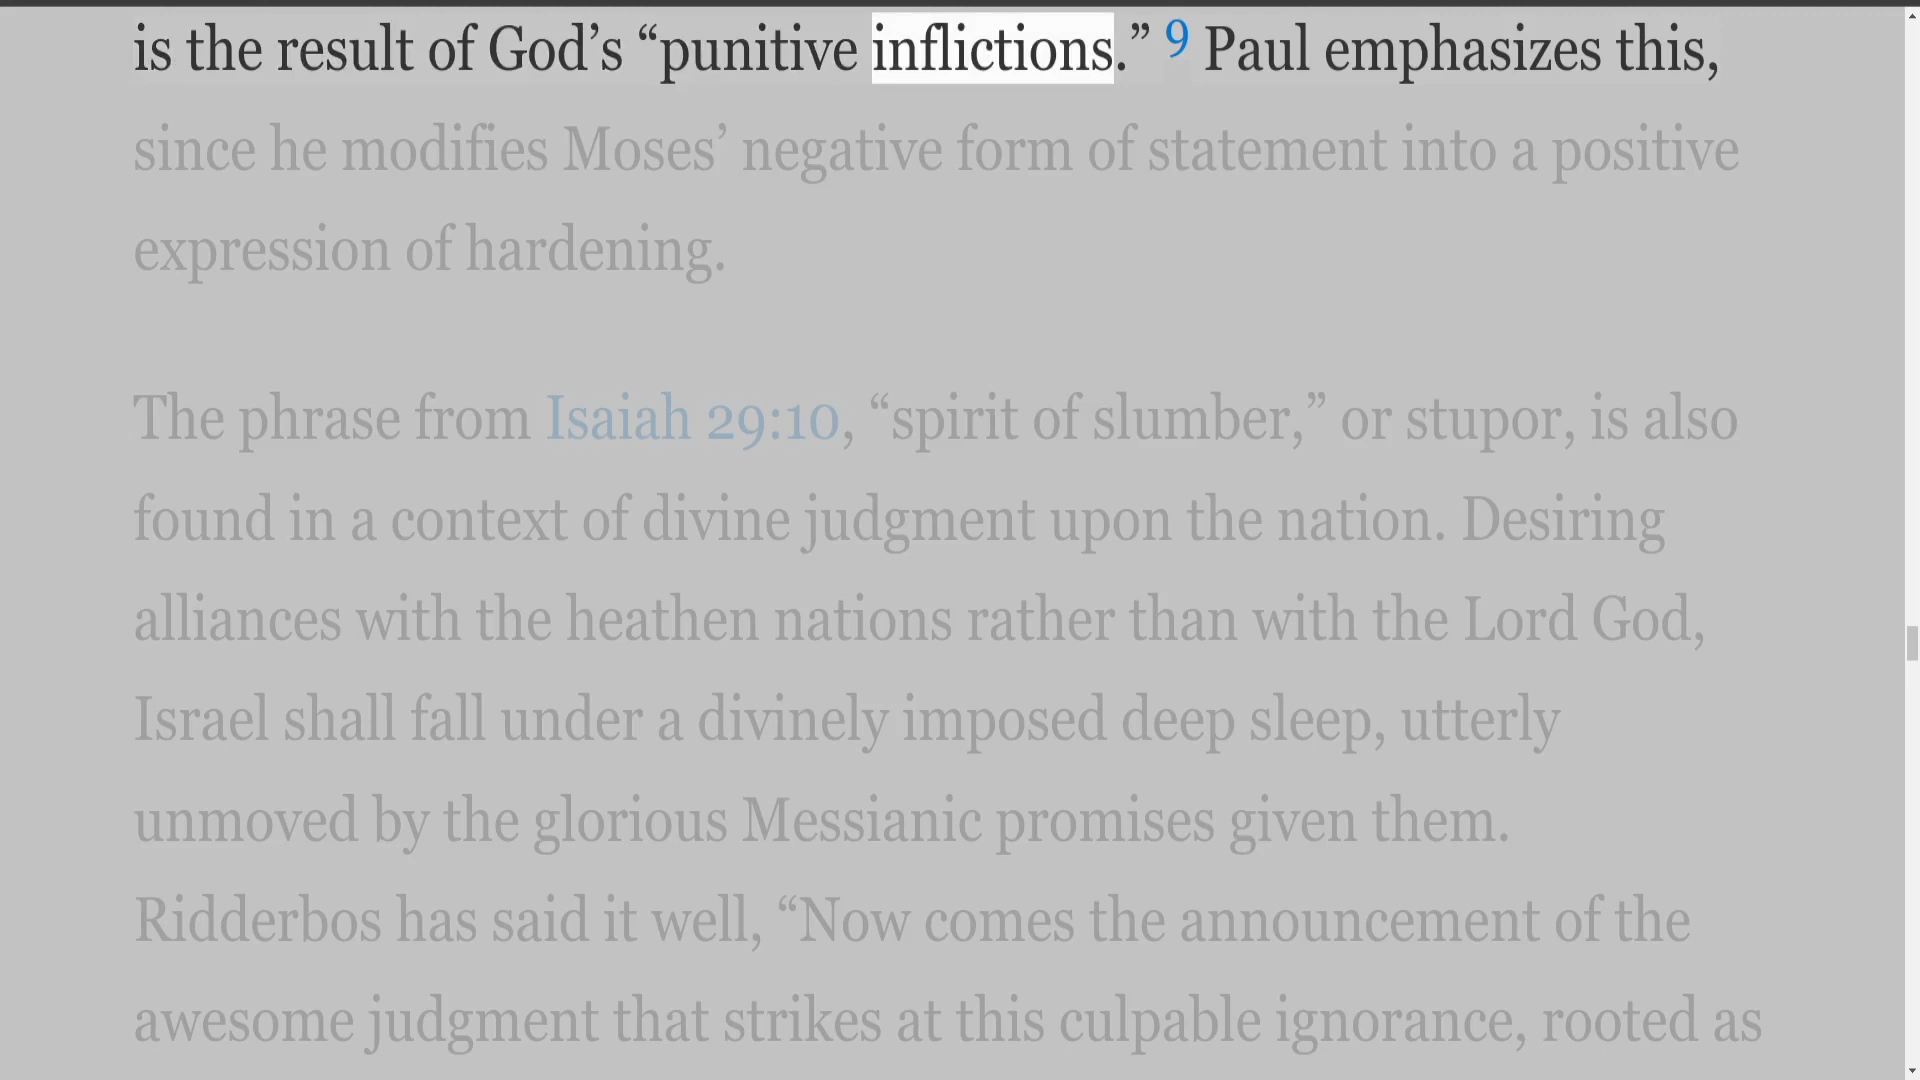 is the result of God’s “punitive inflictions.” 9 Paul emphasizes this,
since he modifies Moses’ negative form of statement into a positive
expression of hardening.
The phrase from Isaiah 29:10, “spirit of slumber,” or stupor, is also
found in a context of divine judgment upon the nation. Desiring
alliances with the heathen nations rather than with the Lord God,
Israel shall fall under a divinely imposed deep sleep, utterly
unmoved by the glorious Messianic promises given them.
Ridderbos has said it well, “Now comes the announcement of the
awesome judgment that strikes at this culpable ignorance, rooted as